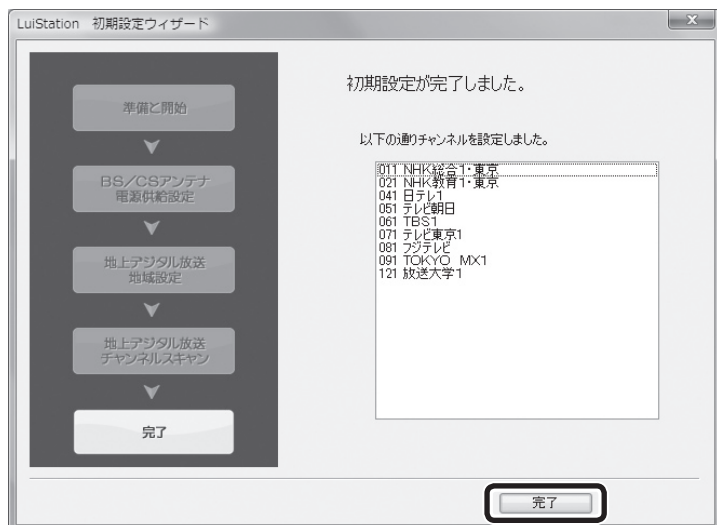 LuiStation 初期設定ウィザード
準備と開始
BS/CSアンテナ
電源供給設定
地上デジタル放送
地域設定
地上デジタル放送
チャンネルスキャン
完了
初期設定が完了しました。
以下の通りチャンネルを設定しました。
011 NHK総合1・東京
021 NHK教育1・東京
041 日テレ1
051 テレビ朝日
061 TBS1
071 テレビ東京1
081 フジテレビ
091 TOKYO MX1
121 放送大学1
完了